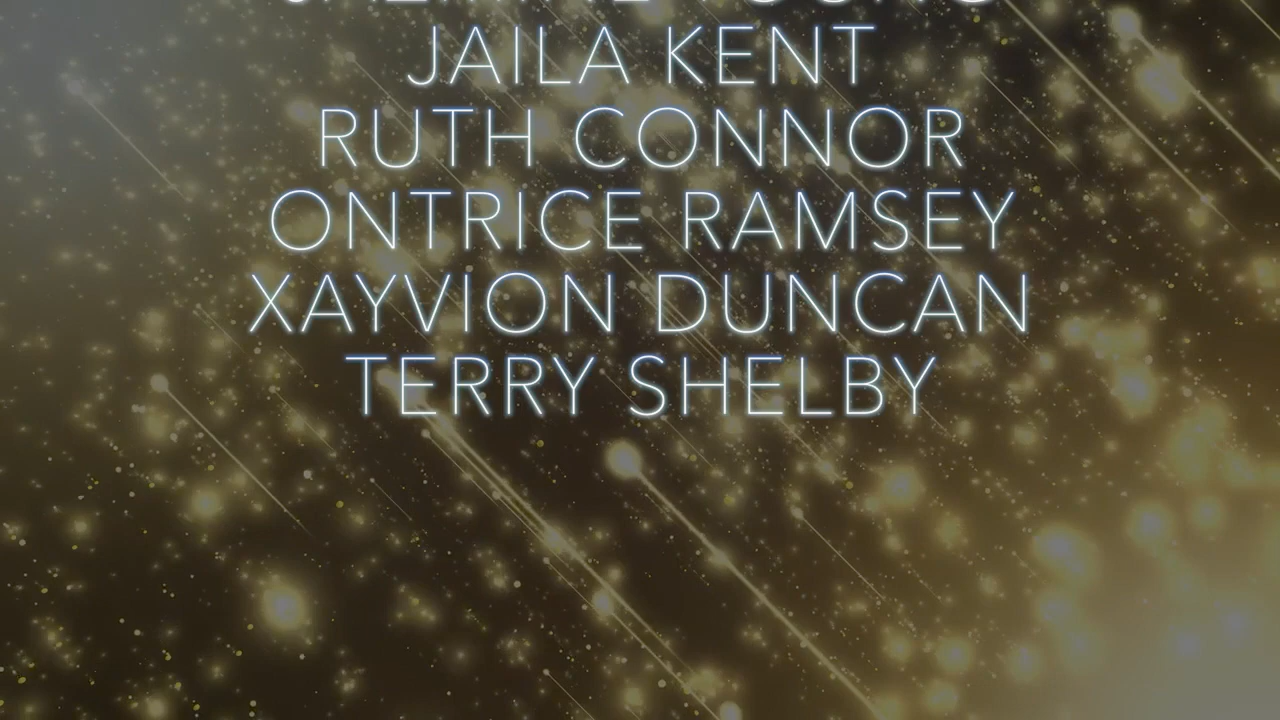 JAILA KENT
RUTH CONNOR
ONTRICE RAMSEY
XAYVION DUNCAN
TERRY SHELBY